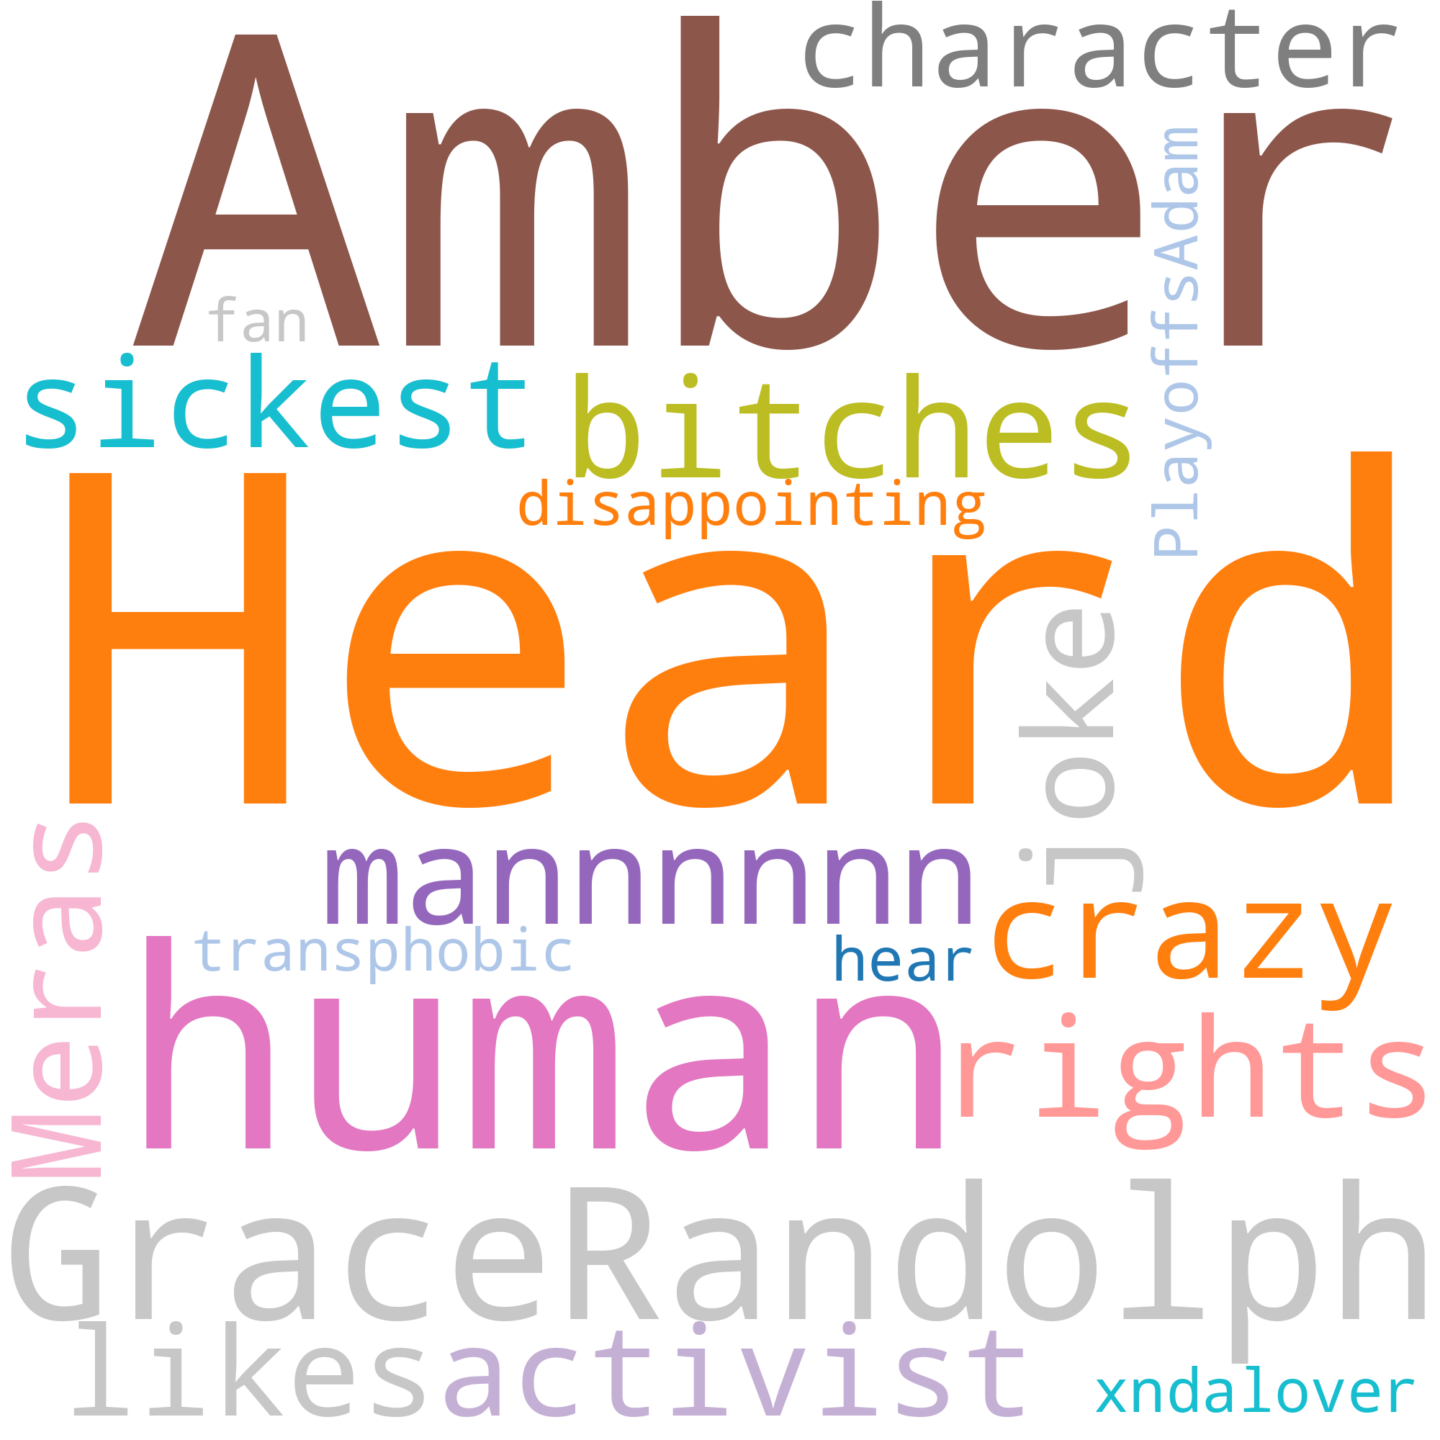 character
Amber
PlayoffsAdam
fan
sickest
bitches
disappointing
Heard
joke
Meras
mannnnnnn
crazy
transphobic
hear
human
rights
GraceRandolph
likes
activist
xndalover